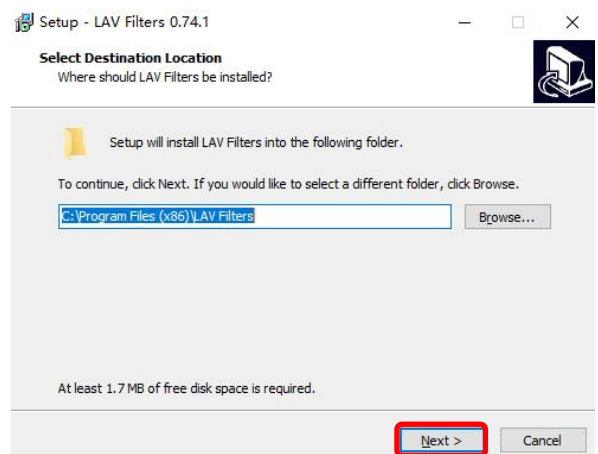 Setup - LAV Filters 0.74.1
Select Destination Location
Where should LAV Filters be installed?
Setup will install LAV Filters into the following folder.
To continue, click Next. If you would like to select a different folder, click Browse.
C:\Program Files (x86)\LAV Filters
Browse...
At least 1.7 MB of free disk space is required.
Next >
Cancel